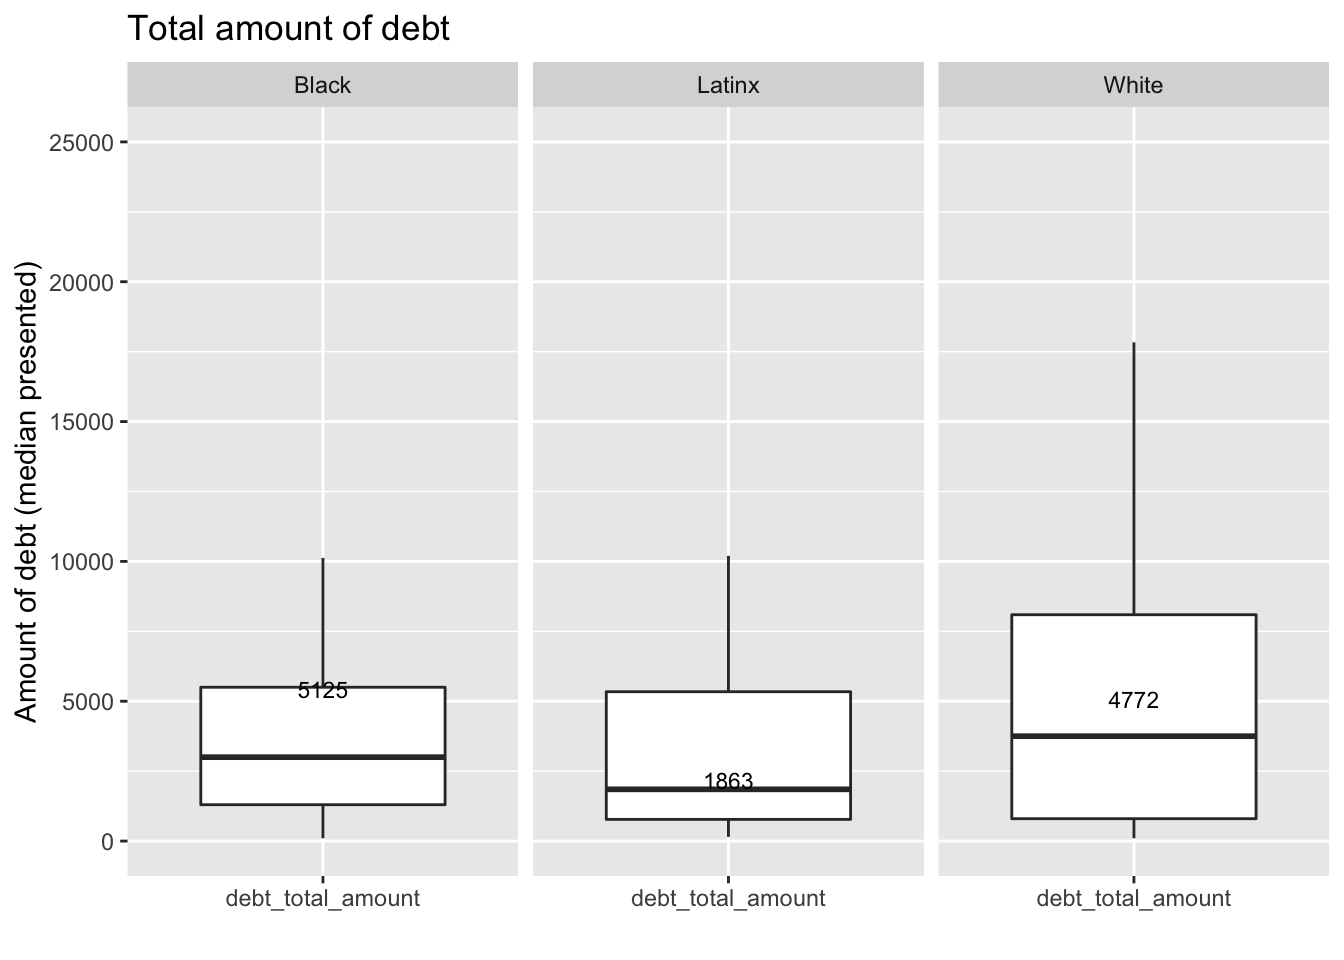 Total amount of debt
Black
Latinx
White
Amount of debt (median presented)
25000
20000
15000
10000
5000
0
5125
1863
4772
debt_total_amount
debt_total_amount
debt_total_amount